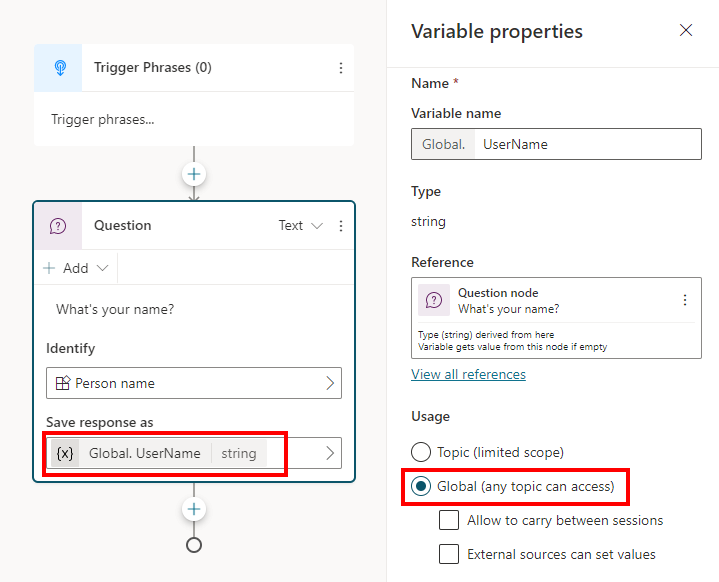 Trigger Phrases (0)
Trigger phrases...
Question
Text
Add
What's your name?
Identify
Person name
Save response as
{x} Global. UserName string
Variable properties
Name *
Variable name
Global. UserName
Type
string
Reference
Question node
What's your name?
Type (string) derived from here
Variable gets value from this node if empty
View all references
Usage
Topic (limited scope)
Global (any topic can access)
Allow to carry between sessions
External sources can set values